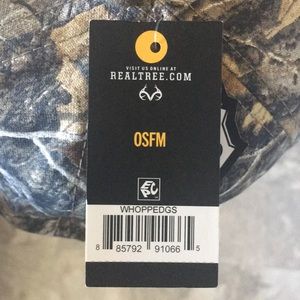 VISIT US ONLINE AT
REALTREE.COM
OSFM
WHOPPEDGS
8 85792 91066 5